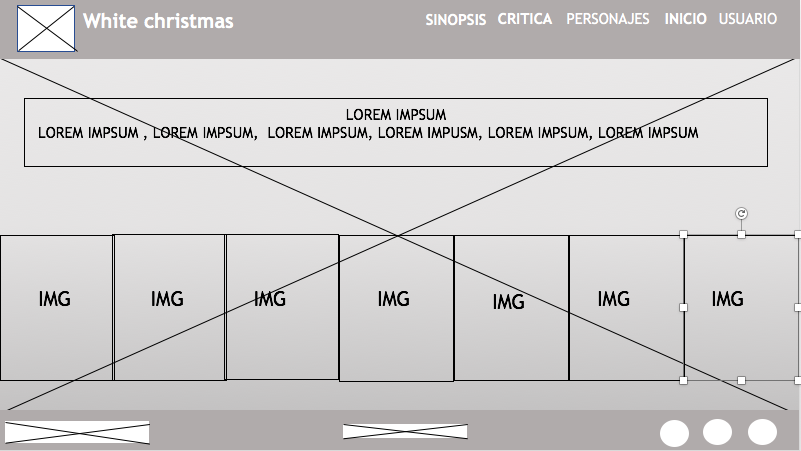 White christmas
SINOPSIS CRITICA PERSONAJES INICIO USUARIO
LOREM IMPSUM
LOREM IMPSUM , LOREM IMPSUM, LOREM IMPSUM, LOREM IMPUSM, LOREM IMPSUM, LOREM IMPSUM
IMG IMG IMG IMG IMG IMG IMG